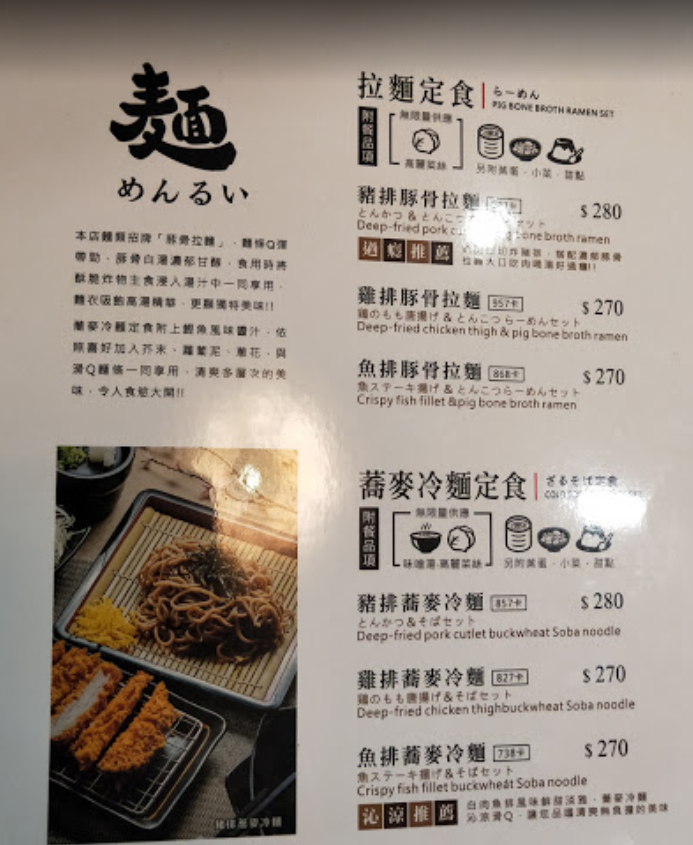 麵
めんるい
本店麵類招牌「豚骨拉麵」，麵條Q彈
帶勁，豚骨白湯濃郁甘醇，食用時將
酥脆炸物主食浸入湯汁中一同享用，
麵衣吸飽高湯精華，更顯獨特美味!!
蕎麥冷麵定食附上鰹魚風味醬汁，依
照喜好加入芥末、蘿蔔泥、蔥花，與
滑Q麵條一同享用，清爽多層次的美
味，令人食慾大開!!
豬排蕎麥冷麵
拉麵定食
らーめん
PIG BONE BROTH RAMEN SET
附餐品項
無限量供應
高麗菜絲
另附蒸蛋·小菜·甜點
豬排豚骨拉麵
$280
とんかつ & とんこつ セット
Deep-fried pork bone broth ramen
過癮推薦
拉麵大口吃肉喝湯好過癮!!
雞排豚骨拉麵 957卡
$270
鶏のもも唐揚げ & とんこつらーめんセット
Deep-fried chicken thigh & pig bone broth ramen
魚排豚骨拉麵 868卡
$270
魚ステーキ揚げ & とんこつらーめんセット
Crispy fish fillet &pig bone broth ramen
蕎麥冷麵定食
ざるそば定食
附餐品項
無限量供應
味噌湯·高麗菜絲
另附蒸蛋·小菜·甜點
豬排蕎麥冷麵 857卡
$280
とんかつ&そばセット
Deep-fried pork cutlet buckwheat Soba noodle
雞排蕎麥冷麵 827卡
$270
鶏のもも唐揚げ&そばセット
Deep-fried chicken thighbuckwheat Soba noodle
魚排蕎麥冷麵 738卡
$270
魚ステーキ揚げ&そばセット
Crispy fish fillet buckwheat Soba noodle
沁涼推薦
白肉魚排風味鮮甜淡雅，蕎麥冷麵
沁涼滑Q，讓您品嚐清爽無負擔的美味